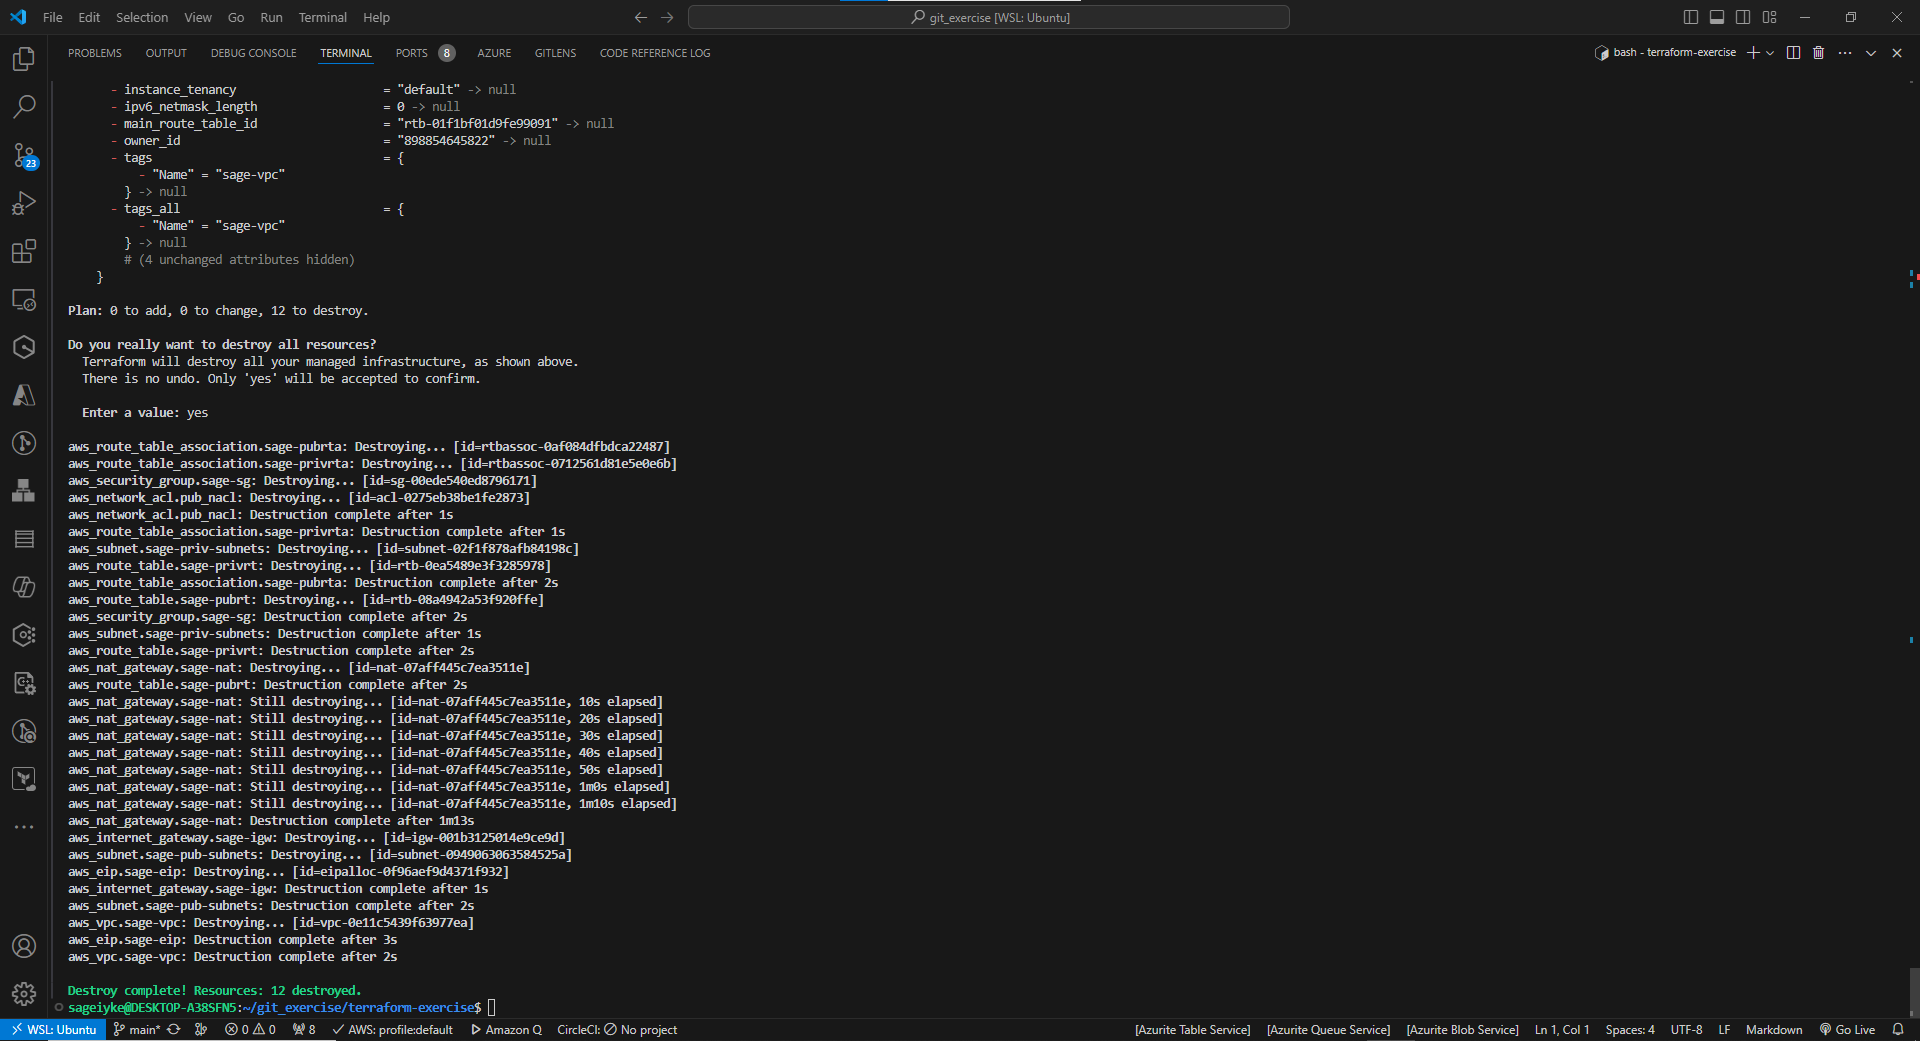 File Edit Selection View Go Run Terminal Help
git_exercise [WSL: Ubuntu]
PROBLEMS OUTPUT DEBUG CONSOLE TERMINAL PORTS 8 AZURE GITLENS CODE REFERENCE LOG
bash - terraform-exercise
- instance_tenancy = "default" -> null
- ipv6_netmask_length = 0 -> null
- main_route_table_id = "rtb-01f1bf01d9fe99091" -> null
- owner_id = "898854645822" -> null
- tags = {
- "Name" = "sage-vpc"
} -> null
- tags_all = {
- "Name" = "sage-vpc"
} -> null
# (4 unchanged attributes hidden)
}
Plan: 0 to add, 0 to change, 12 to destroy.
Do you really want to destroy all resources?
Terraform will destroy all your managed infrastructure, as shown above.
There is no undo. Only 'yes' will be accepted to confirm.
Enter a value: yes
aws_route_table_association.sage-pubrta: Destroying... [id=rtbassoc-0af084dfbdca22487]
aws_route_table_association.sage-privrta: Destroying... [id=rtbassoc-0712561d81e5e0e6b]
aws_security_group.sage-sg: Destroying... [id=sg-00ede540ed8796171]
aws_network_acl.pub_nacl: Destroying... [id=acl-0275eb38be1fe2873]
aws_network_acl.pub_nacl: Destruction complete after 1s
aws_route_table_association.sage-privrta: Destruction complete after 1s
aws_subnet.sage-priv-subnets: Destroying... [id=subnet-02f1f878afb84198c]
aws_route_table.sage-privrt: Destroying... [id=rtb-0ea5489e3f3285978]
aws_route_table_association.sage-pubrta: Destruction complete after 2s
aws_route_table.sage-pubrt: Destroying... [id=rtb-08a4942a53f920ffe]
aws_security_group.sage-sg: Destruction complete after 2s
aws_subnet.sage-priv-subnets: Destruction complete after 1s
aws_route_table.sage-privrt: Destruction complete after 2s
aws_nat_gateway.sage-nat: Destroying... [id=nat-07aff445c7ea3511e]
aws_route_table.sage-pubrt: Destruction complete after 2s
aws_nat_gateway.sage-nat: Still destroying... [id=nat-07aff445c7ea3511e, 10s elapsed]
aws_nat_gateway.sage-nat: Still destroying... [id=nat-07aff445c7ea3511e, 20s elapsed]
aws_nat_gateway.sage-nat: Still destroying... [id=nat-07aff445c7ea3511e, 30s elapsed]
aws_nat_gateway.sage-nat: Still destroying... [id=nat-07aff445c7ea3511e, 40s elapsed]
aws_nat_gateway.sage-nat: Still destroying... [id=nat-07aff445c7ea3511e, 50s elapsed]
aws_nat_gateway.sage-nat: Still destroying... [id=nat-07aff445c7ea3511e, 1m0s elapsed]
aws_nat_gateway.sage-nat: Still destroying... [id=nat-07aff445c7ea3511e, 1m10s elapsed]
aws_nat_gateway.sage-nat: Destruction complete after 1m13s
aws_internet_gateway.sage-igw: Destroying... [id=igw-001b3125014e9ce9d]
aws_subnet.sage-pub-subnets: Destroying... [id=subnet-0949063063584525a]
aws_eip.sage-eip: Destroying... [id=eipalloc-0f96aef9d4371f932]
aws_internet_gateway.sage-igw: Destruction complete after 1s
aws_subnet.sage-pub-subnets: Destruction complete after 2s
aws_vpc.sage-vpc: Destroying... [id=vpc-0e11c5439f63977ea]
aws_eip.sage-eip: Destruction complete after 3s
aws_vpc.sage-vpc: Destruction complete after 2s
Destroy complete! Resources: 12 destroyed.
sageiyke@DESKTOP-A38SFN5:~/git_exercise/terraform-exercise$
23
WSL: Ubuntu main* 0 0 8 AWS: profile:default Amazon Q CircleCI: No project [Azurite Table Service] [Azurite Queue Service] [Azurite Blob Service] Ln 1, Col 1 Spaces: 4 UTF-8 LF Markdown Go Live